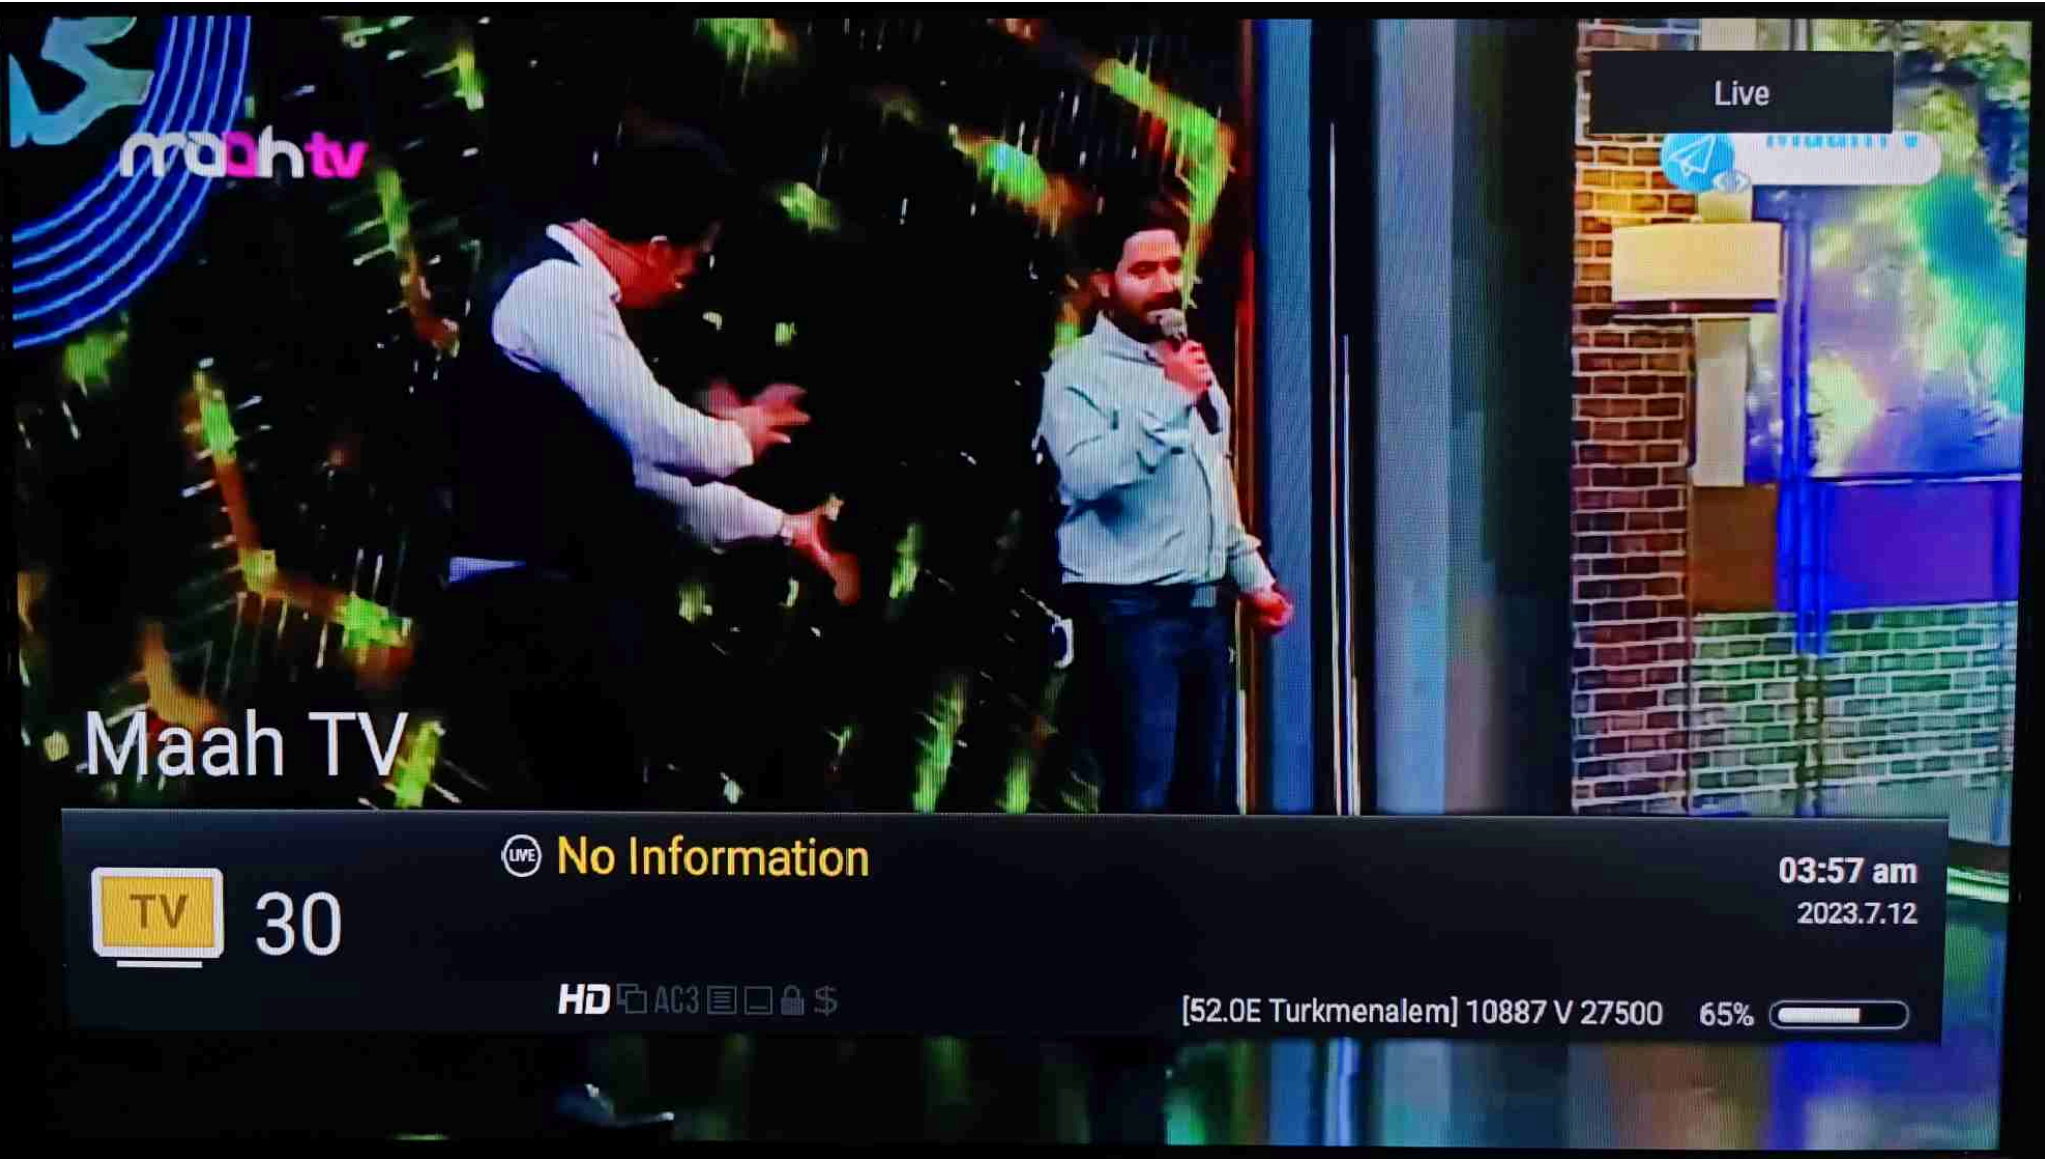 Live
maahtv
Maah TV
TV
30
LIVE
No Information
03:57 am
2023.7.12
HD AC3 $
[52.0E Turkmenalem] 10887 V 27500 65%